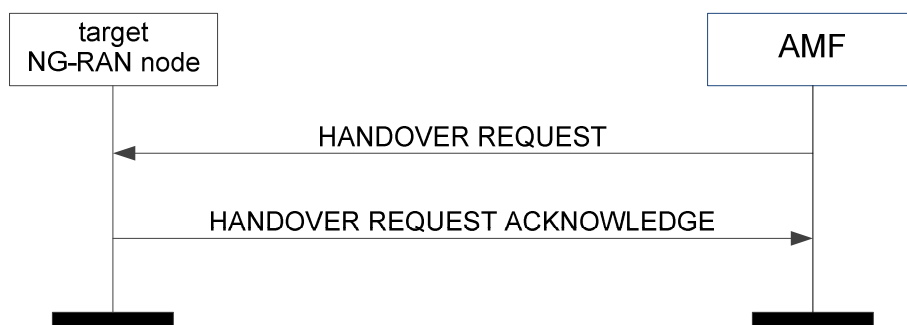 target
NG-RAN node
AMF
HANDOVER REQUEST
HANDOVER REQUEST ACKNOWLEDGE